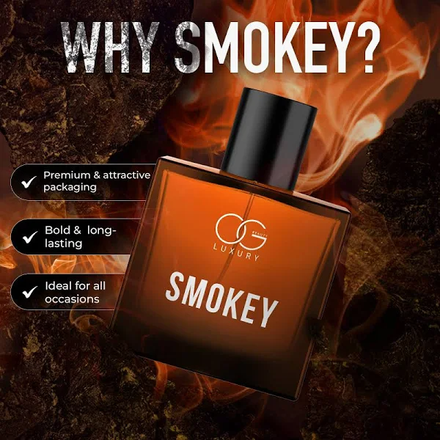 WHY SMOKEY?
Premium & attractive
packaging
Bold & long-
lasting
Ideal for all
occasions
OG
LUXURY
SMOKEY